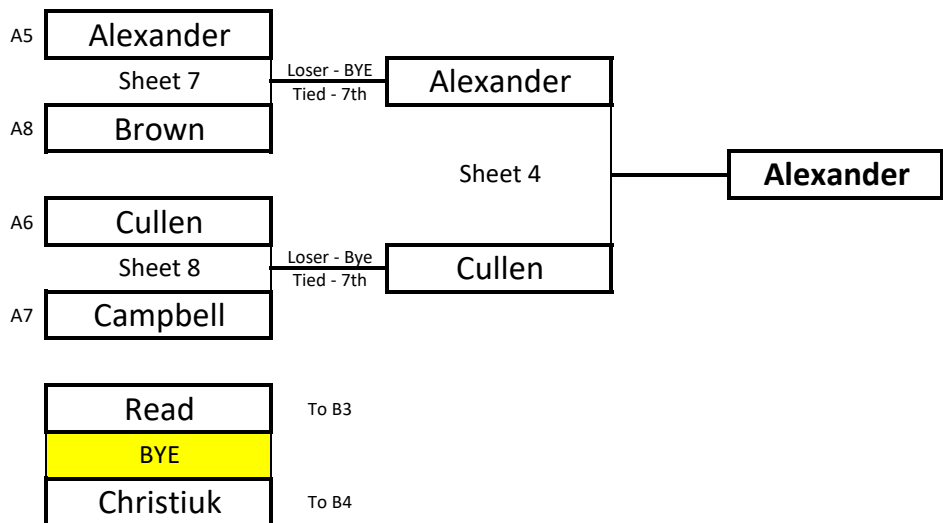 A5 Alexander
Sheet 7
Loser - BYE
Tied - 7th
Alexander
A8 Brown
Sheet 4
Alexander
A6 Cullen
Sheet 8
Loser - Bye
Tied - 7th
Cullen
A7 Campbell
Read To B3
BYE
Christiuk To B4